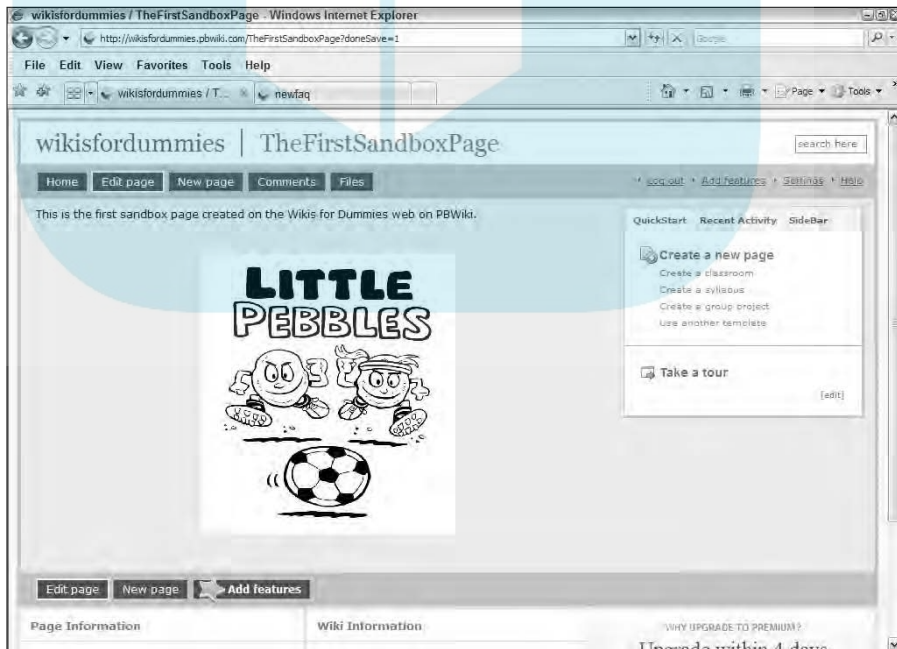 wikisfordummies / TheFirstSandboxPage - Windows Internet Explorer
http://wikisfordummies.pbwiki.com/TheFirstSandboxPage?doneSave=1
Google
File Edit View Favorites Tools Help
wikisfordummies / T... newfaq Page Tools
wikisfordummies | TheFirstSandboxPage search here
Home Edit page New page Comments Files Log out Add features Settings Help
This is the first sandbox page created on the Wikis for Dummies web on PBWiki.
QuickStart Recent Activity SideBar
Create a new page
Create a classroom
Create a syllabus
Create a group project
Use another template
Take a tour
[edit]
LITTLE
PEBBLES
Edit page New page Add features
Page Information Wiki Information WHY UPGRADE TO PREMIUM?
Upgrade within 4 days